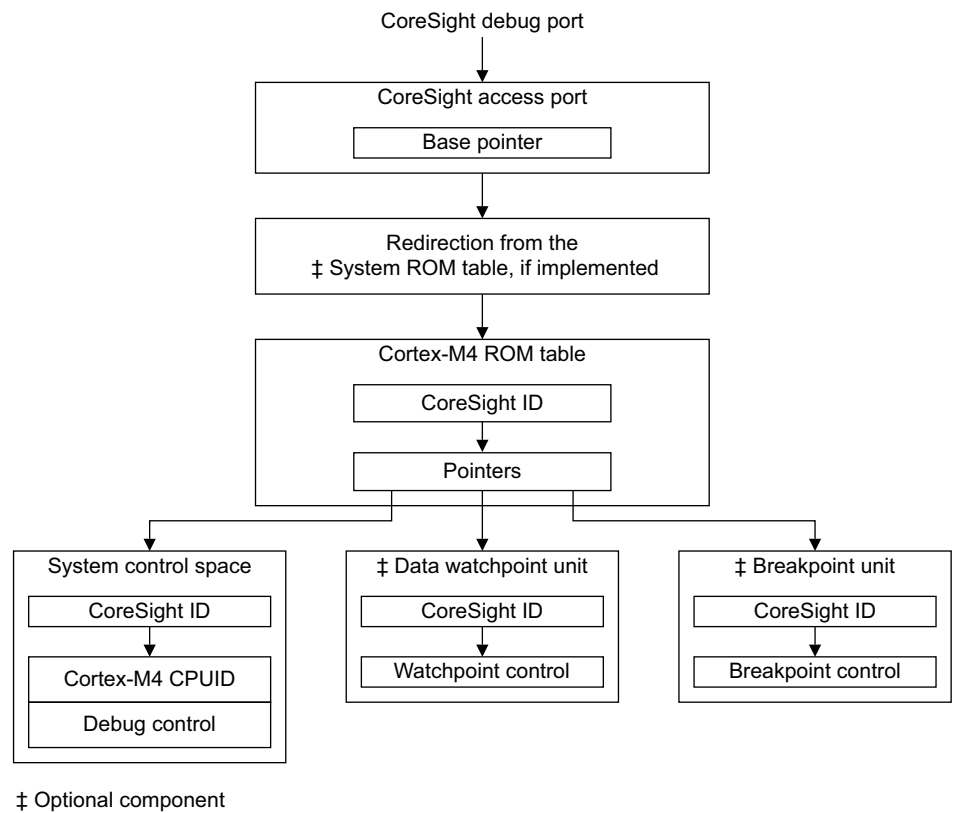 CoreSight debug port
CoreSight access port
Base pointer
Redirection from the
‡ System ROM table, if implemented
Cortex-M4 ROM table
CoreSight ID
Pointers
System control space
CoreSight ID
Cortex-M4 CPUID
Debug control
‡ Data watchpoint unit
CoreSight ID
Watchpoint control
‡ Breakpoint unit
CoreSight ID
Breakpoint control
‡ Optional component